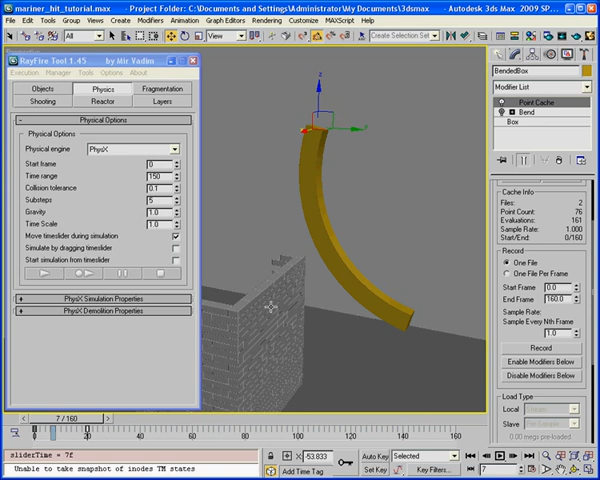 mariner_hit_tutorial.max - Project Folder: C:\Documents and Settings\Administrator\My Documents\3dsmax - Autodesk 3ds Max 2009 SP...
File Edit Tools Group Views Create Modifiers Animation Graph Editors Rendering Customize MAXScript Help
View
Create Selection Set
RayFire Tool 1.45 by Mir Vadim
Execution Manager Tools Options About
Objects Physics Fragmentation
Shooting Reactor Layers
Physical Options
Physical Options
Physical engine PhysX
Start frame 0
Time range 150
Collision tolerance 0.1
Substeps 5
Gravity 1.0
Time Scale 1.0
Move timeslider during simulation
Simulate by dragging timeslider
Start simulation from timeslider
PhysX Simulation Properties
PhysX Demolition Properties
z
BendedBox
Modifier List
Point Cache
Bend
Box
Cache Info
Files: 2
Point Count: 76
Evaluations: 161
Sample Rate: 1.000
Start/End: 0/160
Record
One File
One File Per Frame
Start Frame 0.0
End Frame 160.0
Sample Rate:
Sample Every Nth Frame
1.0
Record
Enable Modifiers Below
Disable Modifiers Below
Load Type
Local
Slave
0.00 megs pre-loaded
7 / 160
0 20 40 60 80 100 120 140 160
sliderTime = 7f
Unable to take snapshot of inodes TM states
X -53.833
Add Time Tag
Auto Key Selected
Set Key Key Filters...
7